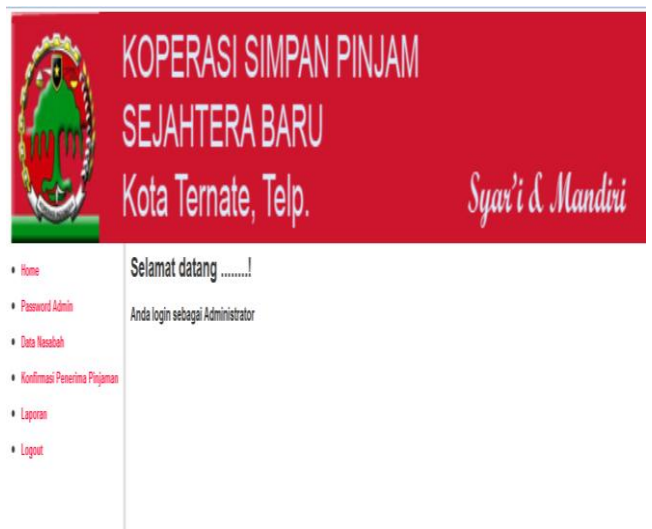 KOPERASI SIMPAN PINJAM
SEJAHTERA BARU
Kota Ternate, Telp.
Syar'i & Mandiri
Home
Password Admin
Data Nasabah
Konfirmasi Penerima Pinjaman
Laporan
Logout
Selamat datang ........!
Anda login sebagai Administrator